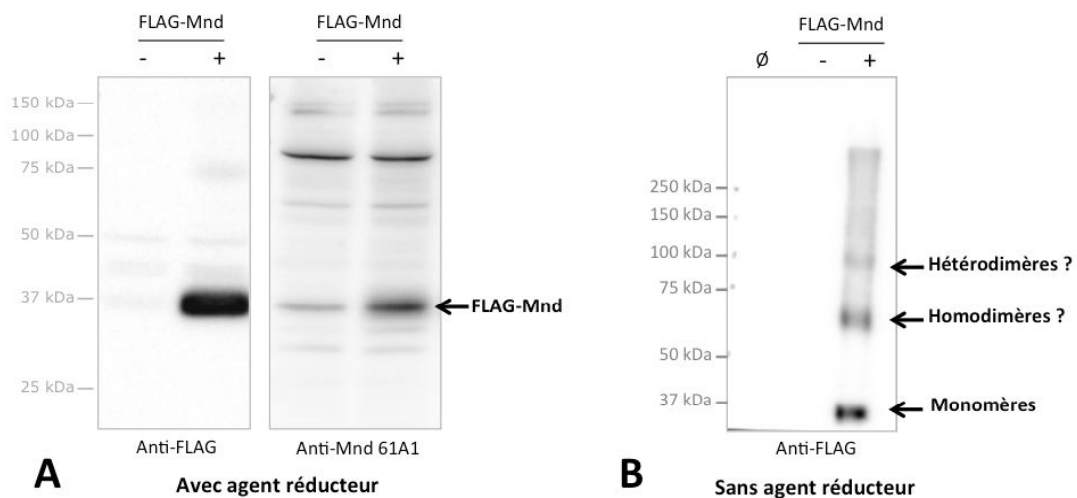 FLAG-Mnd
- +
FLAG-Mnd
- +
150 kDa
100 kDa
75 kDa
50 kDa
37 kDa
25 kDa
FLAG-Mnd
Anti-FLAG
Anti-Mnd 61A1
A
Avec agent réducteur
FLAG-Mnd
Ø - +
250 kDa
150 kDa
100 kDa
75 kDa
50 kDa
37 kDa
Hétérodimères ?
Homodimères ?
Monomères
Anti-FLAG
B
Sans agent réducteur